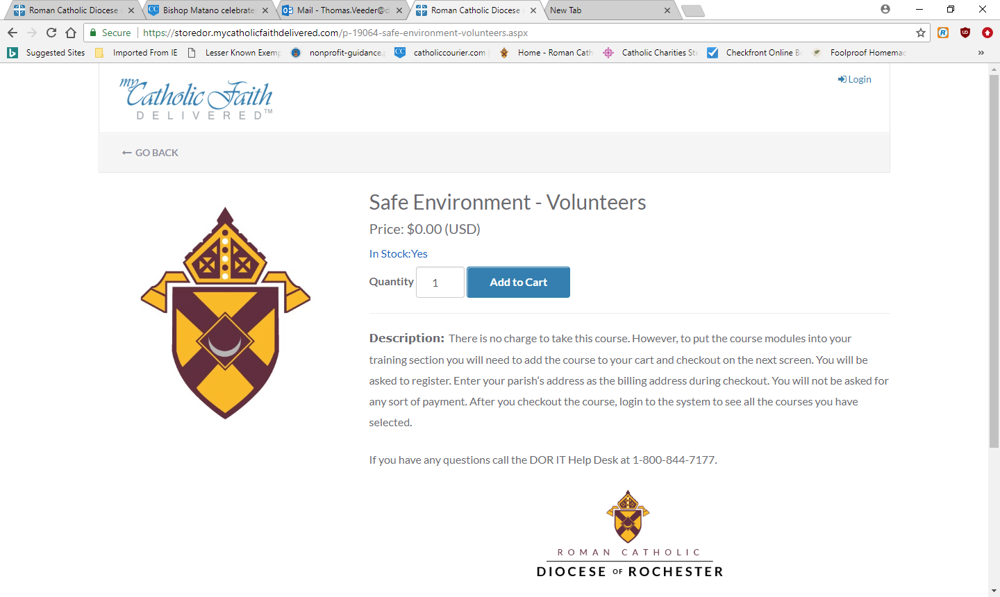 Roman Catholic Diocese
Bishop Matano celebrate
Mail - Thomas.Veeder@d
Roman Catholic Diocese
New Tab
Secure
https://storedor.mycatholicfaithdelivered.com/p-19064-safe-environment-volunteers.aspx
Suggested Sites
Imported From IE
Lesser Known Exemp
nonprofit-guidance.
catholiccourier.com
Home - Roman Cath
Catholic Charities Ste
Checkfront Online B
Foolproof Homemac
»
my
Catholic Faith
DELIVERED™
Login
GO BACK
Safe Environment - Volunteers
Price: $0.00 (USD)
In Stock:Yes
Quantity 1 Add to Cart
Description: There is no charge to take this course. However, to put the course modules into your
training section you will need to add the course to your cart and checkout on the next screen. You will be
asked to register. Enter your parish’s address as the billing address during checkout. You will not be asked for
any sort of payment. After you checkout the course, login to the system to see all the courses you have
selected.
If you have any questions call the DOR IT Help Desk at 1-800-844-7177.
ROMAN CATHOLIC
DIOCESE OF ROCHESTER